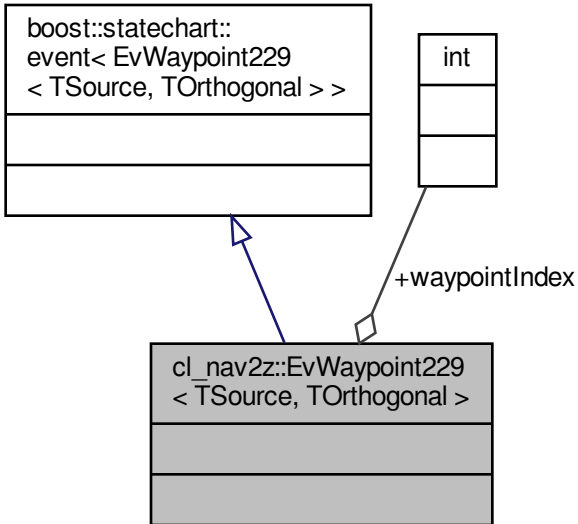 boost::statechart::
event< EvWaypoint229
< TSource, TOrthogonal > >
int
+waypointIndex
cl_nav2z::EvWaypoint229
< TSource, TOrthogonal >